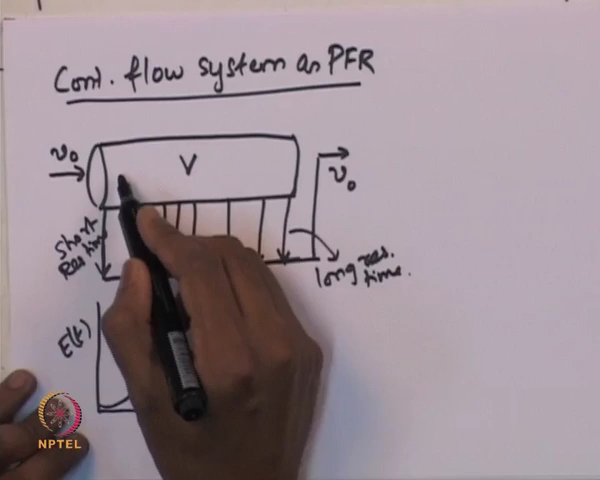 Cont. flow system as PFR
v₀
V
v₀
Short
Res time
long res.
time.
E(t)
NPTEL